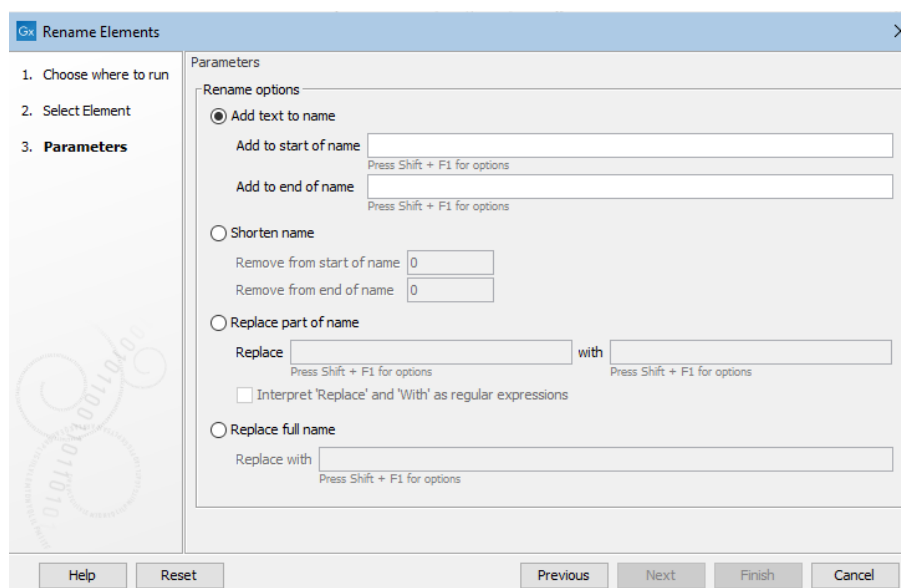 Gx Rename Elements
1. Choose where to run
2. Select Element
3. Parameters
Parameters
Rename options
Add text to name
Add to start of name
Press Shift + F1 for options
Add to end of name
Press Shift + F1 for options
Shorten name
Remove from start of name 0
Remove from end of name 0
Replace part of name
Replace with
Press Shift + F1 for options Press Shift + F1 for options
Interpret 'Replace' and 'With' as regular expressions
Replace full name
Replace with
Press Shift + F1 for options
Help Reset Previous Next Finish Cancel